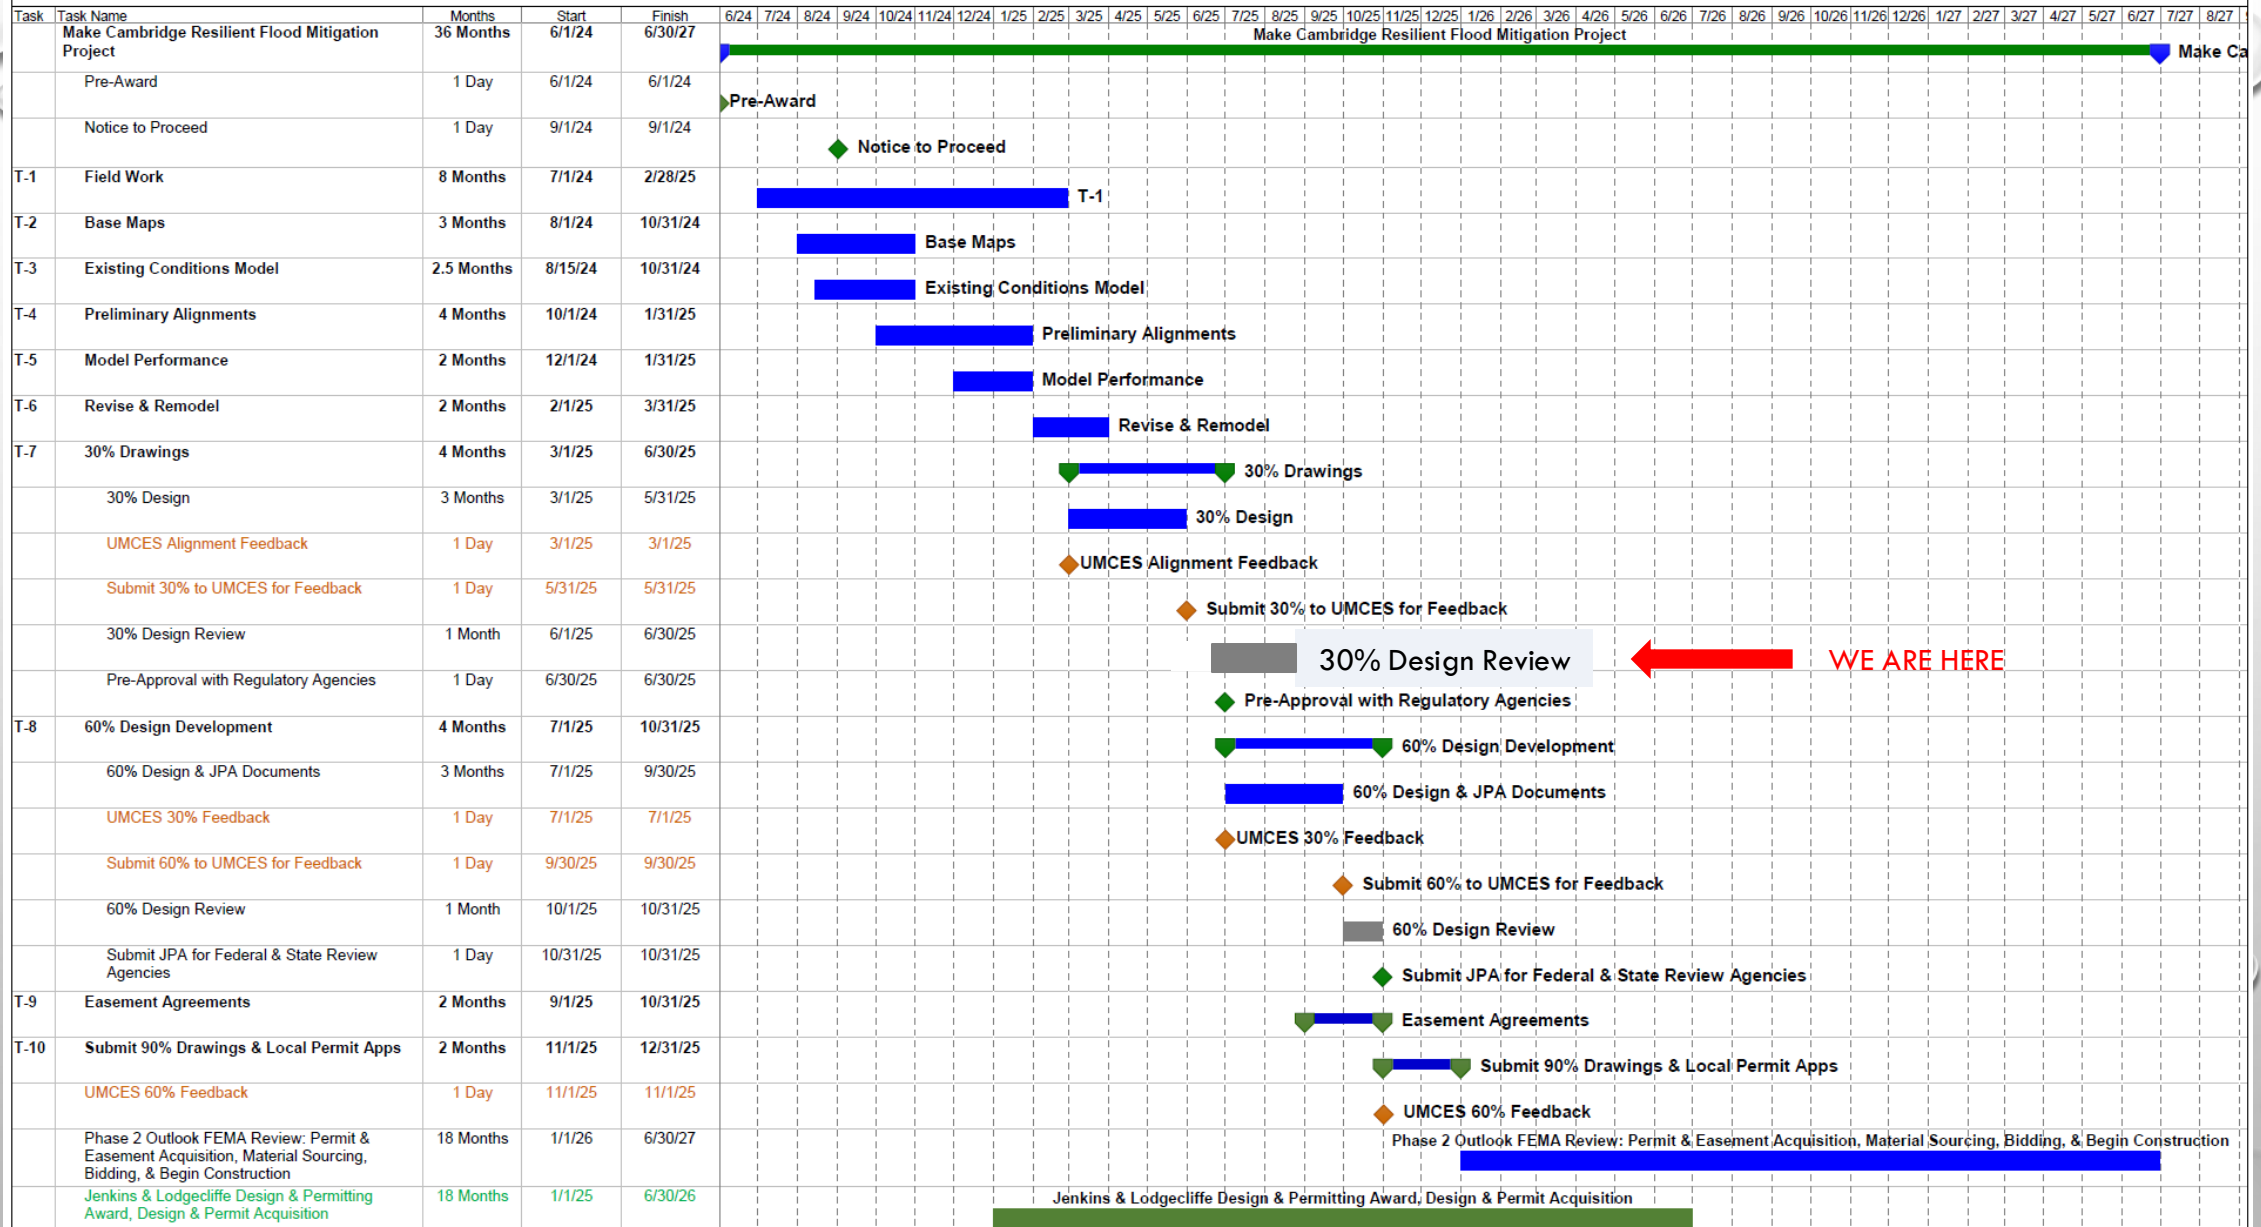 Task Task Name Months Start Finish 6/24 7/24 8/24 9/24 10/24 11/24 12/24 1/25 2/25 3/25 4/25 5/25 6/25 7/25 8/25 9/25 10/25 11/25 12/25 1/26 2/26 3/26 4/26 5/26 6/26 7/26 8/26 9/26 10/26 11/26 12/26 1/27 2/27 3/27 4/27 5/27 6/27 7/27 8/27
Make Cambridge Resilient Flood Mitigation 36 Months 6/1/24 6/30/27 Make Cambridge Resilient Flood Mitigation Project
Project Make Ca
Pre-Award 1 Day 6/1/24 6/1/24
Pre-Award
Notice to Proceed 1 Day 9/1/24 9/1/24
Notice to Proceed
T-1 Field Work 8 Months 7/1/24 2/28/25
T-1
T-2 Base Maps 3 Months 8/1/24 10/31/24
Base Maps
T-3 Existing Conditions Model 2.5 Months 8/15/24 10/31/24
Existing Conditions Model
T-4 Preliminary Alignments 4 Months 10/1/24 1/31/25
Preliminary Alignments
T-5 Model Performance 2 Months 12/1/24 1/31/25
Model Performance
T-6 Revise & Remodel 2 Months 2/1/25 3/31/25
Revise & Remodel
T-7 30% Drawings 4 Months 3/1/25 6/30/25
30% Drawings
30% Design 3 Months 3/1/25 5/31/25
30% Design
UMCES Alignment Feedback 1 Day 3/1/25 3/1/25
UMCES Alignment Feedback
Submit 30% to UMCES for Feedback 1 Day 5/31/25 5/31/25
Submit 30% to UMCES for Feedback
30% Design Review 1 Month 6/1/25 6/30/25
30% Design Review WE ARE HERE
Pre-Approval with Regulatory Agencies 1 Day 6/30/25 6/30/25
Pre-Approval with Regulatory Agencies
T-8 60% Design Development 4 Months 7/1/25 10/31/25
60% Design Development
60% Design & JPA Documents 3 Months 7/1/25 9/30/25
60% Design & JPA Documents
UMCES 30% Feedback 1 Day 7/1/25 7/1/25
UMCES 30% Feedback
Submit 60% to UMCES for Feedback 1 Day 9/30/25 9/30/25
Submit 60% to UMCES for Feedback
60% Design Review 1 Month 10/1/25 10/31/25
60% Design Review
Submit JPA for Federal & State Review 1 Day 10/31/25 10/31/25
Agencies
Submit JPA for Federal & State Review Agencies
T-9 Easement Agreements 2 Months 9/1/25 10/31/25
Easement Agreements
T-10 Submit 90% Drawings & Local Permit Apps 2 Months 11/1/25 12/31/25
Submit 90% Drawings & Local Permit Apps
UMCES 60% Feedback 1 Day 11/1/25 11/1/25
UMCES 60% Feedback
Phase 2 Outlook FEMA Review: Permit & 18 Months 1/1/26 6/30/27 Phase 2 Outlook FEMA Review: Permit & Easement Acquisition, Material Sourcing, Bidding, & Begin Construction
Easement Acquisition, Material Sourcing,
Bidding, & Begin Construction
Jenkins & Lodgecliffe Design & Permitting 18 Months 1/1/25 6/30/26 Jenkins & Lodgecliffe Design & Permitting Award, Design & Permit Acquisition
Award, Design & Permit Acquisition